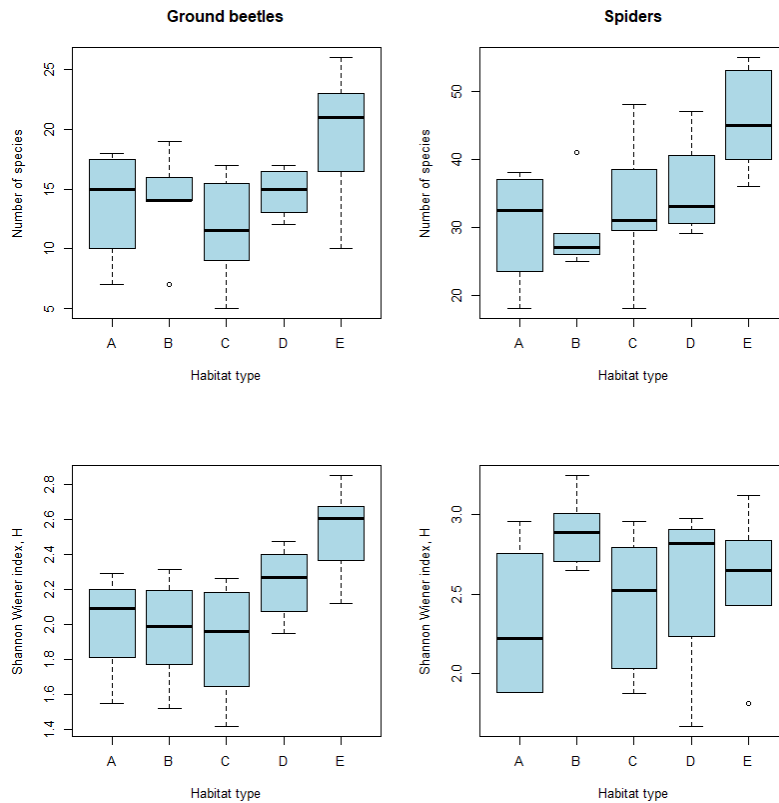 Ground beetles
Number of species
25
20
15
10
5
A B C D E
Habitat type
Spiders
Number of species
50
40
30
20
A B C D E
Habitat type
Shannon Wiener index, H
2.8
2.6
2.4
2.2
2.0
1.8
1.6
1.4
A B C D E
Habitat type
Shannon Wiener index, H
3.0
2.5
2.0
A B C D E
Habitat type